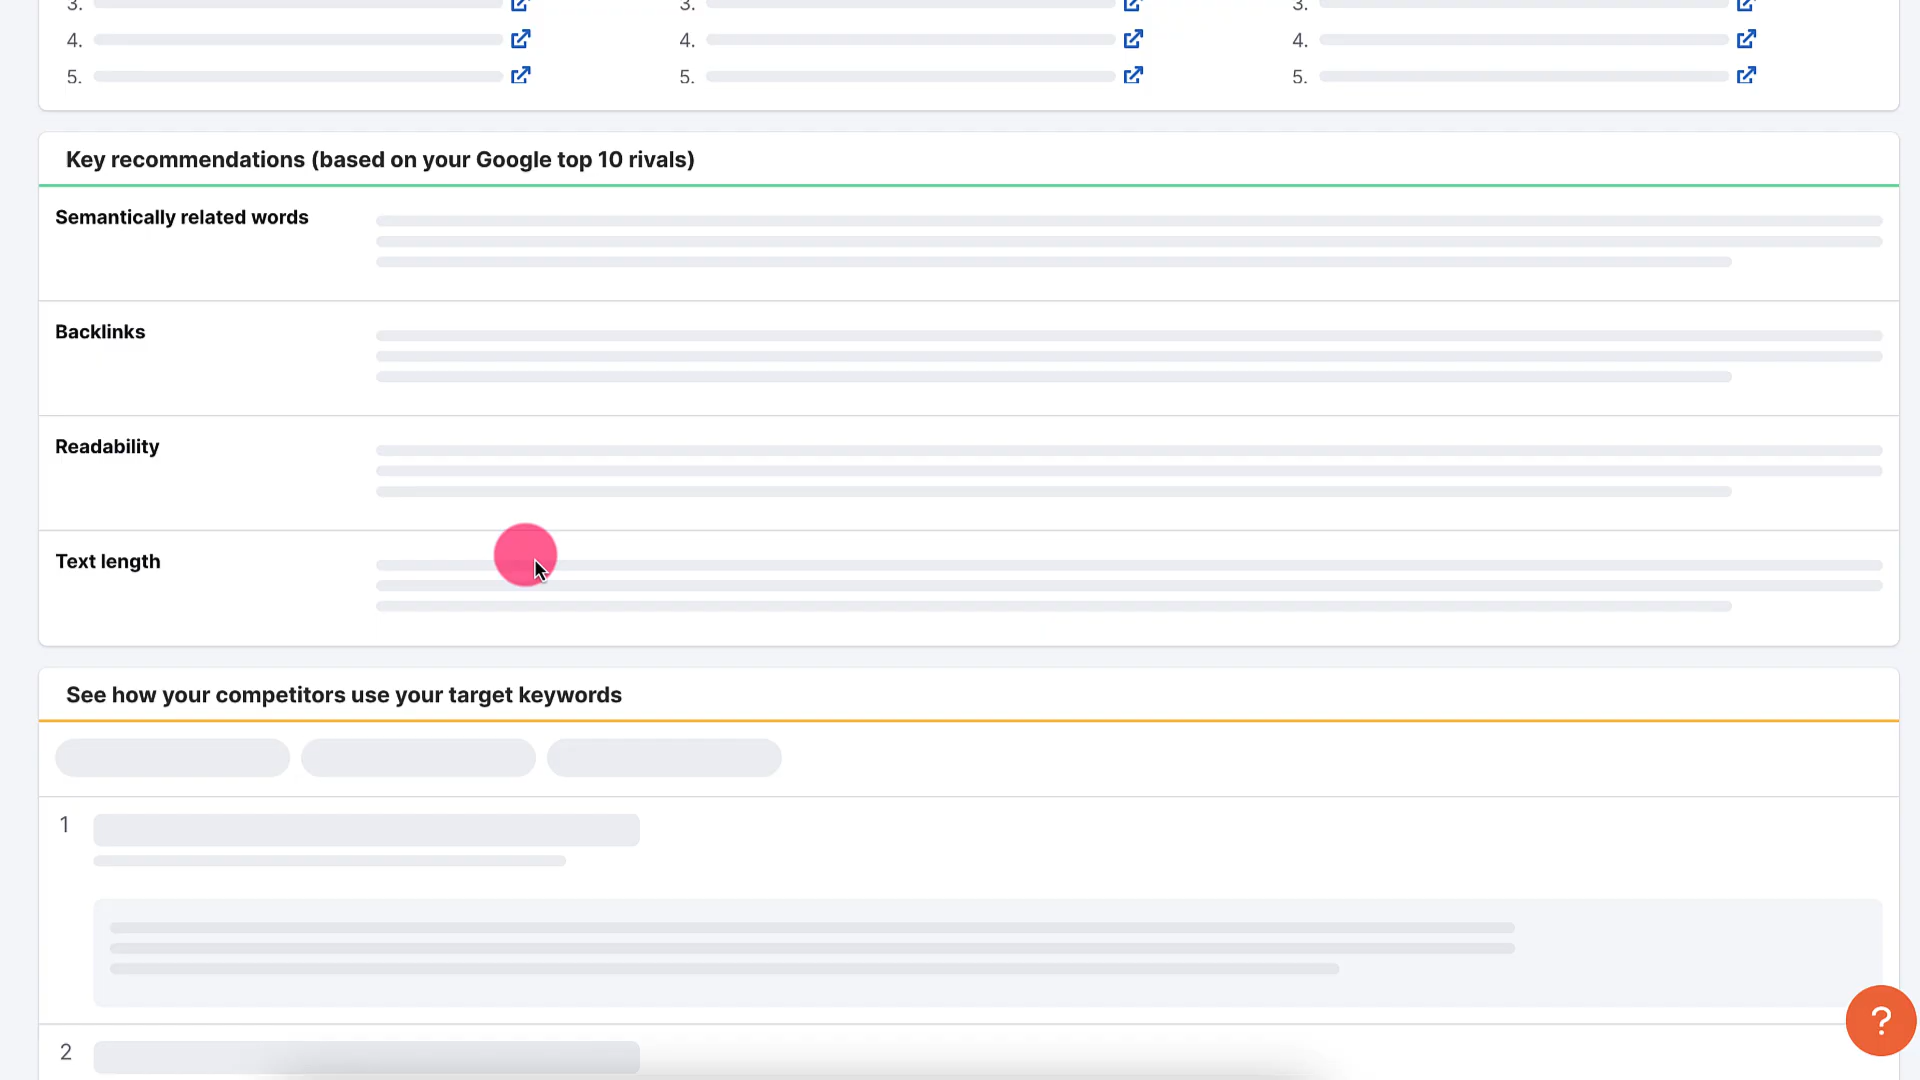 3. 3. 3.
4. 4. 4.
5. 5. 5.
Key recommendations (based on your Google top 10 rivals)
Semantically related words
Backlinks
Readability
Text length
See how your competitors use your target keywords
1
2
?